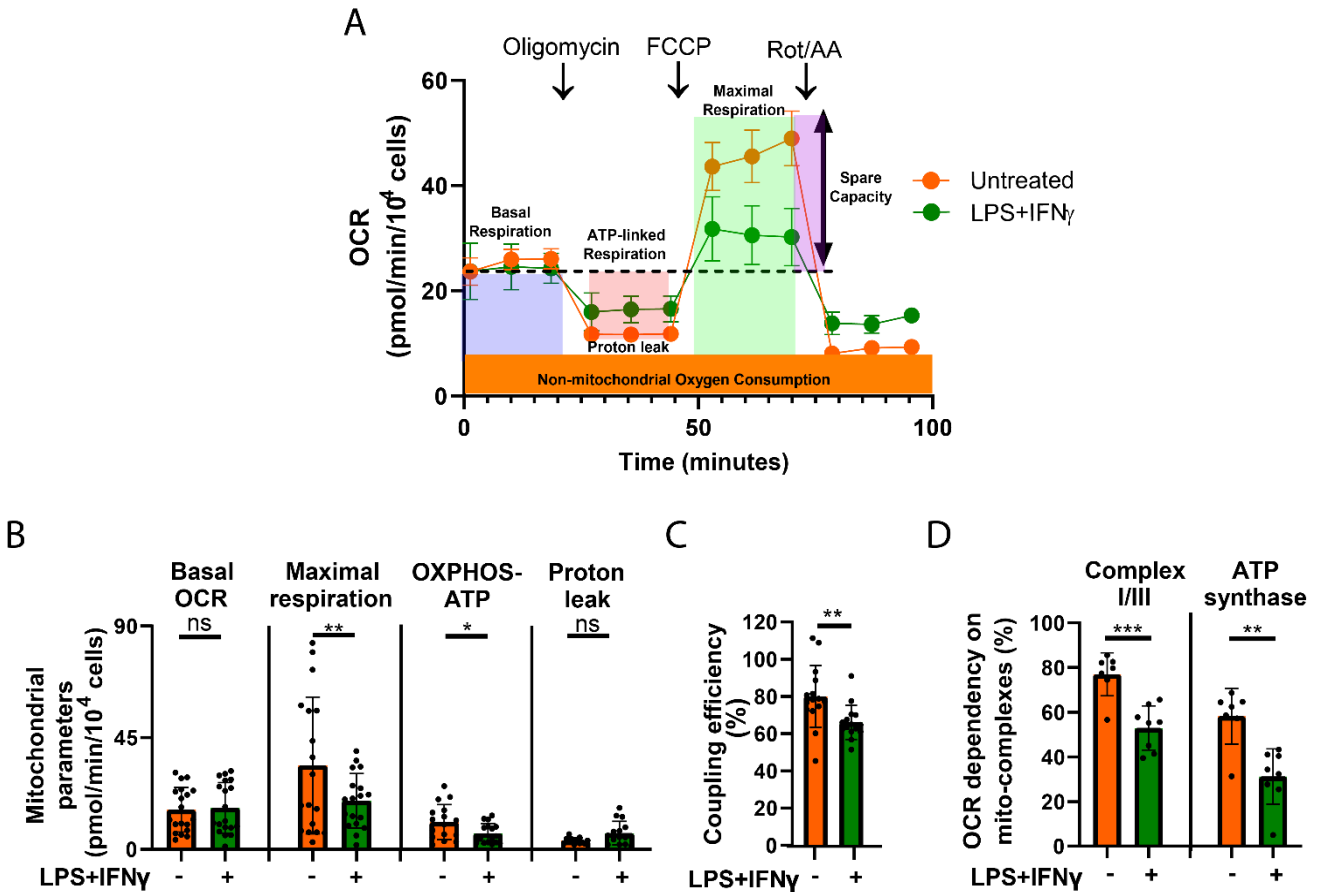 A
Oligomycin
FCCP
Rot/AA
60
40
20
0
OCR
(pmol/min/10⁴ cells)
Basal
Respiration
ATP-linked
Respiration
Proton leak
Maximal
Respiration
Spare
Capacity
Untreated
LPS+IFNγ
Non-mitochondrial Oxygen Consumption
0
50
100
Time (minutes)
B
Basal
OCR
Maximal
respiration
OXPHOS-
ATP
Proton
leak
ns
**
*
ns
90
45
0
Mitochondrial
parameters
(pmol/min/10⁴ cells)
LPS+IFNγ
- + - + - + - +
C
**
120
100
80
60
40
20
0
Coupling efficiency
(%)
- +
D
Complex
I/III
ATP
synthase
***
**
100
80
60
40
20
0
OCR dependency on
mito-complexes (%)
LPS+IFNγ
- + - +